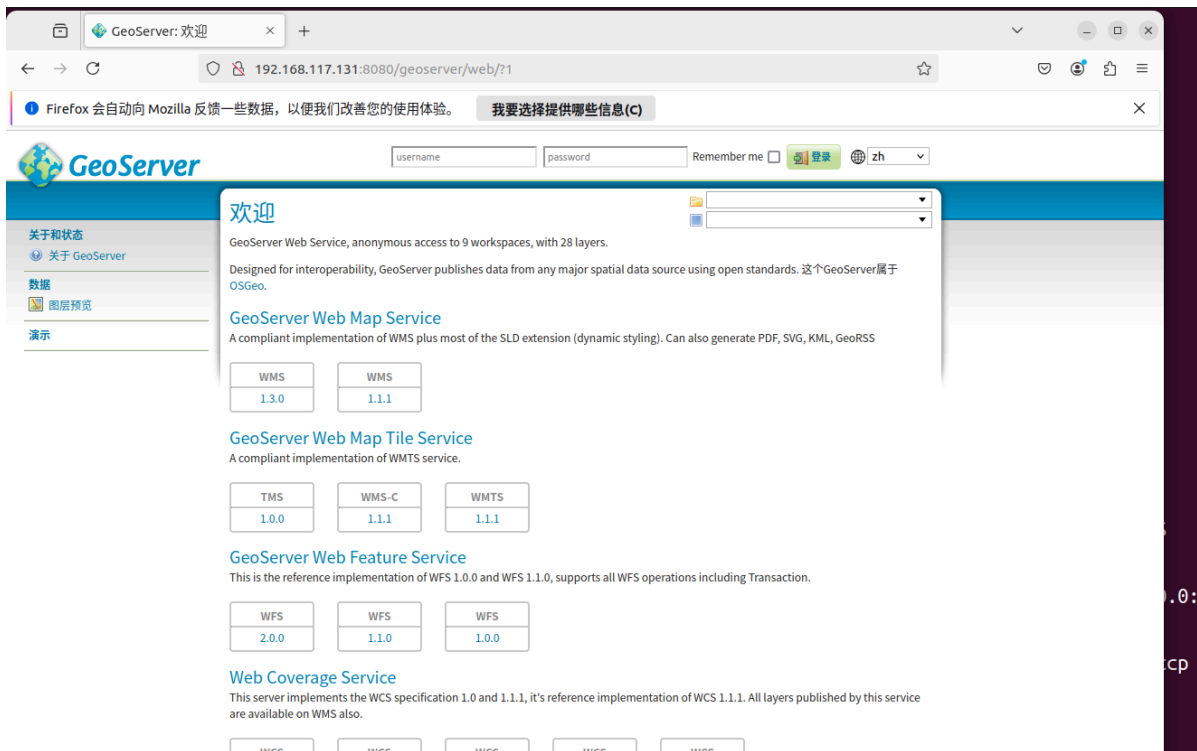 GeoServer: 欢迎
192.168.117.131:8080/geoserver/web/?1
Firefox 会自动向 Mozilla 反馈一些数据，以便我们改善您的使用体验。 我要选择提供哪些信息(C)
GeoServer
username password Remember me 登录 zh
欢迎
关于和状态
关于 GeoServer
数据
图层预览
演示
GeoServer Web Service, anonymous access to 9 workspaces, with 28 layers.
Designed for interoperability, GeoServer publishes data from any major spatial data source using open standards. 这个GeoServer属于
OSGeo.
GeoServer Web Map Service
A compliant implementation of WMS plus most of the SLD extension (dynamic styling). Can also generate PDF, SVG, KML, GeoRSS
WMS WMS
1.3.0 1.1.1
GeoServer Web Map Tile Service
A compliant implementation of WMTS service.
TMS WMS-C WMTS
1.0.0 1.1.1 1.1.1
GeoServer Web Feature Service
This is the reference implementation of WFS 1.0.0 and WFS 1.1.0, supports all WFS operations including Transaction.
WFS WFS WFS
2.0.0 1.1.0 1.0.0
Web Coverage Service
This server implements the WCS specification 1.0 and 1.1.1, it's reference implementation of WCS 1.1.1. All layers published by this service
are available on WMS also.